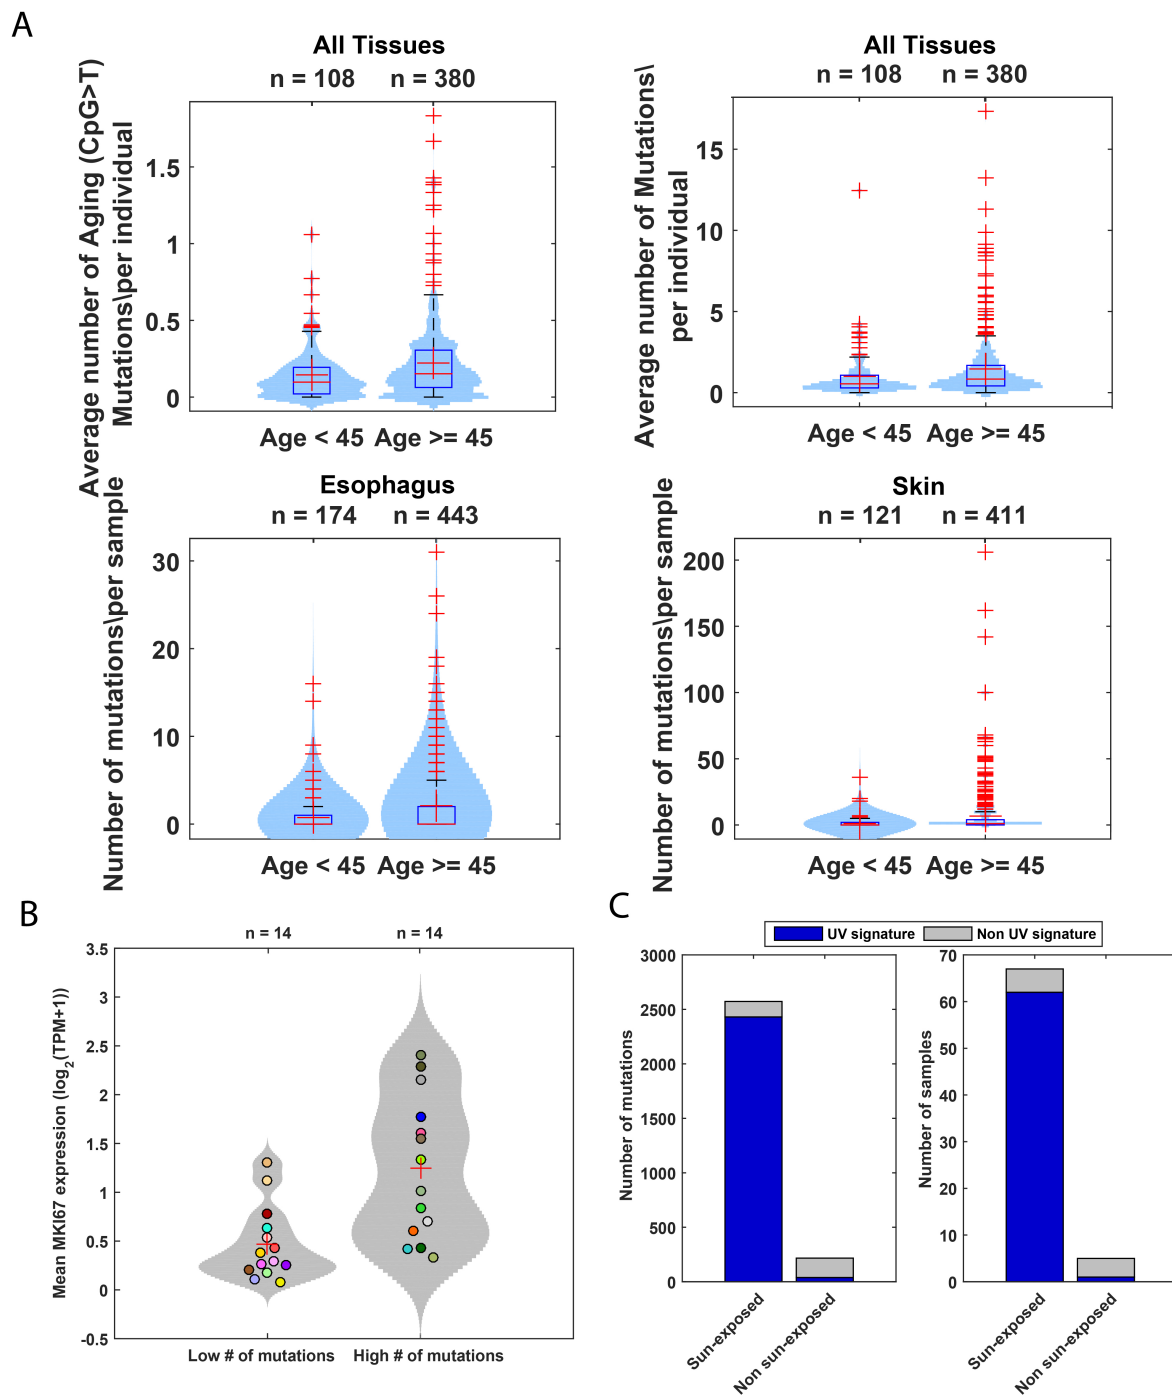 A
All Tissues
n = 108 n = 380
Average number of Aging (CpG>T)
Mutations\per individual
1.5
1
0.5
0
Age < 45 Age >= 45
All Tissues
n = 108 n = 380
Average number of Mutations\
per individual
15
10
5
0
Age < 45 Age >= 45
Esophagus
n = 174 n = 443
Number of mutations\per sample
30
20
10
0
Age < 45 Age >= 45
Skin
n = 121 n = 411
Number of mutations\per sample
200
150
100
50
0
Age < 45 Age >= 45
B
n = 14 n = 14
Mean MKI67 expression (log2(TPM+1))
3.5
3
2.5
2
1.5
1
0.5
0
-0.5
Low # of mutations High # of mutations
C
UV signature Non UV signature
Number of mutations
3000
2500
2000
1500
1000
500
0
Sun-exposed
Non sun-exposed
Number of samples
70
60
50
40
30
20
10
0
Sun-exposed
Non sun-exposed